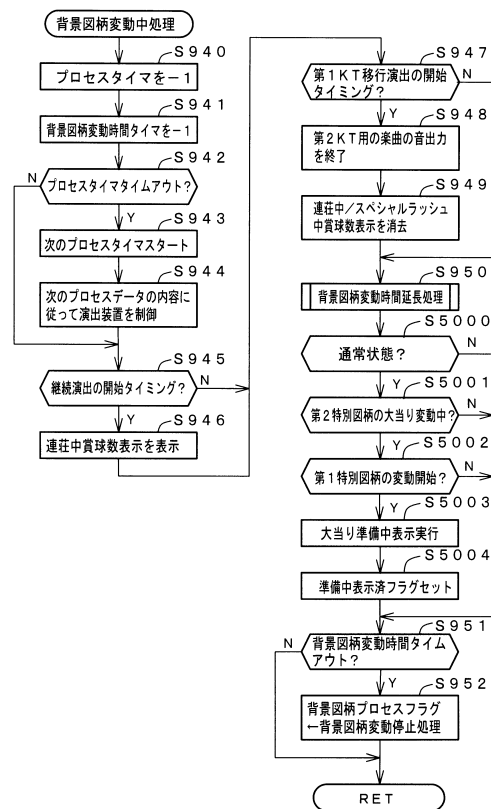 背景図柄変動中処理
S940
プロセスタイマを－1
S941
背景図柄変動時間タイマを－1
S942
N
プロセスタイマタイムアウト？
Y
S943
次のプロセスタイマスタート
S944
次のプロセスデータの内容に
従って演出装置を制御
S945
継続演出の開始タイミング？
N
Y
S946
連荘中賞球数表示を表示
S947
第1KT移行演出の開始
タイミング？
N
Y
S948
第2KT用の楽曲の音出力
を終了
S949
連荘中／スペシャルラッシュ
中賞球数表示を消去
S950
背景図柄変動時間延長処理
S5000
通常状態？
N
Y
S5001
第2特別図柄の大当り変動中？
N
Y
S5002
第1特別図柄の変動開始？
N
Y
S5003
大当り準備中表示実行
S5004
準備中表示済フラグセット
S951
N
背景図柄変動時間タイム
アウト？
Y
S952
背景図柄プロセスフラグ
←背景図柄変動停止処理
RET